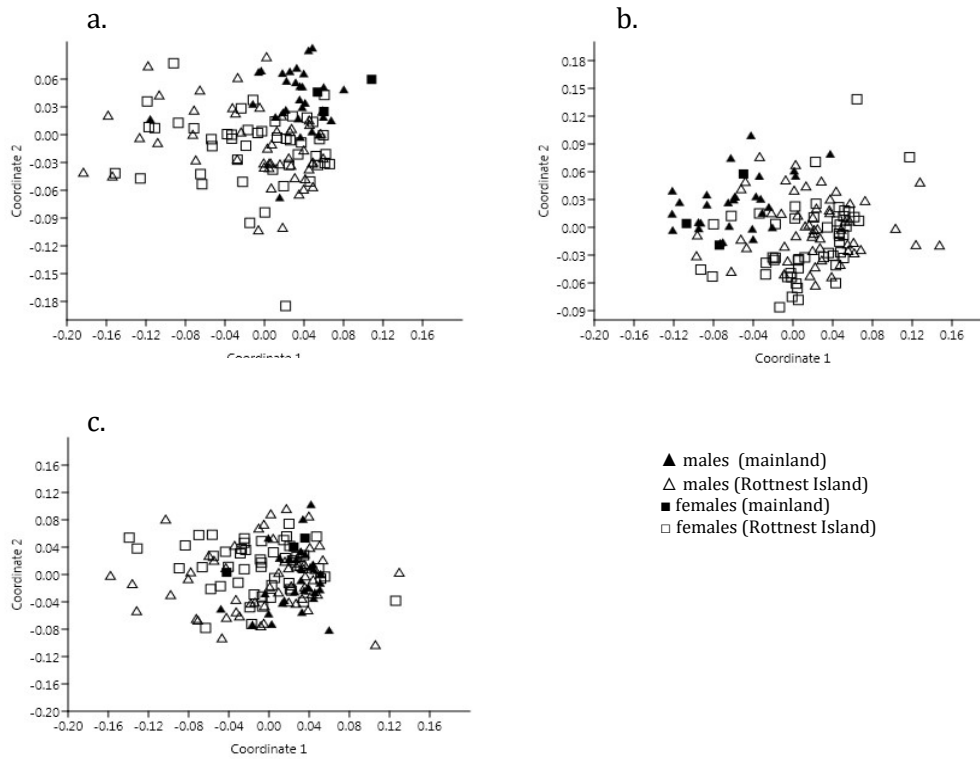 a.
0.06
0.03
0.00
-0.03
-0.06
-0.09
-0.12
-0.15
-0.18
Coordinate 2
-0.20 -0.16 -0.12 -0.08 -0.04 0.00 0.04 0.08 0.12 0.16
Coordinate 1
b.
0.18
0.15
0.12
0.09
0.06
0.03
0.00
-0.03
-0.06
-0.09
Coordinate 2
-0.20 -0.16 -0.12 -0.08 -0.04 0.00 0.04 0.08 0.12 0.16
Coordinate 1
c.
0.16
0.12
0.08
0.04
0.00
-0.04
-0.08
-0.12
-0.16
-0.20
Coordinate 2
-0.20 -0.16 -0.12 -0.08 -0.04 0.00 0.04 0.08 0.12 0.16
Coordinate 1
males (mainland)
males (Rottnest Island)
females (mainland)
females (Rottnest Island)